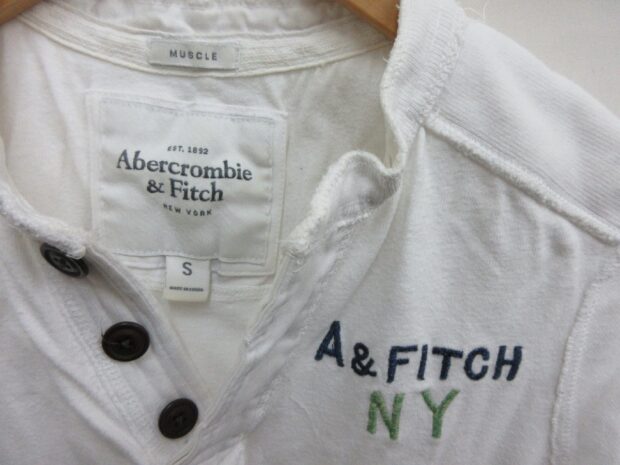 MUSCLE
EST. 1892
Abercrombie
& Fitch
NEW YORK
S
A & FITCH
NY